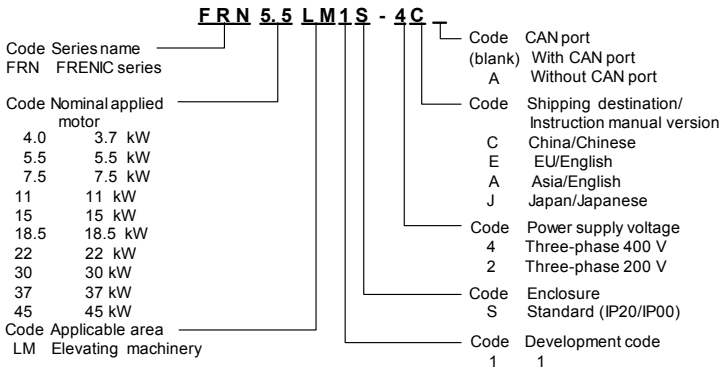 FRN 5.5 LM1S - 4C _
Code Series name
FRN FRENIC series
Code Nominal applied
motor
4.0 3.7 kW
5.5 5.5 kW
7.5 7.5 kW
11 11 kW
15 15 kW
18.5 18.5 kW
22 22 kW
30 30 kW
37 37 kW
45 45 kW
Code Applicable area
LM Elevating machinery
Code CAN port
(blank) With CAN port
A Without CAN port
Code Shipping destination/
Instruction manual version
C China/Chinese
E EU/English
A Asia/English
J Japan/Japanese
Code Power supply voltage
4 Three-phase 400 V
2 Three-phase 200 V
Code Enclosure
S Standard (IP20/IP00)
Code Development code
1 1